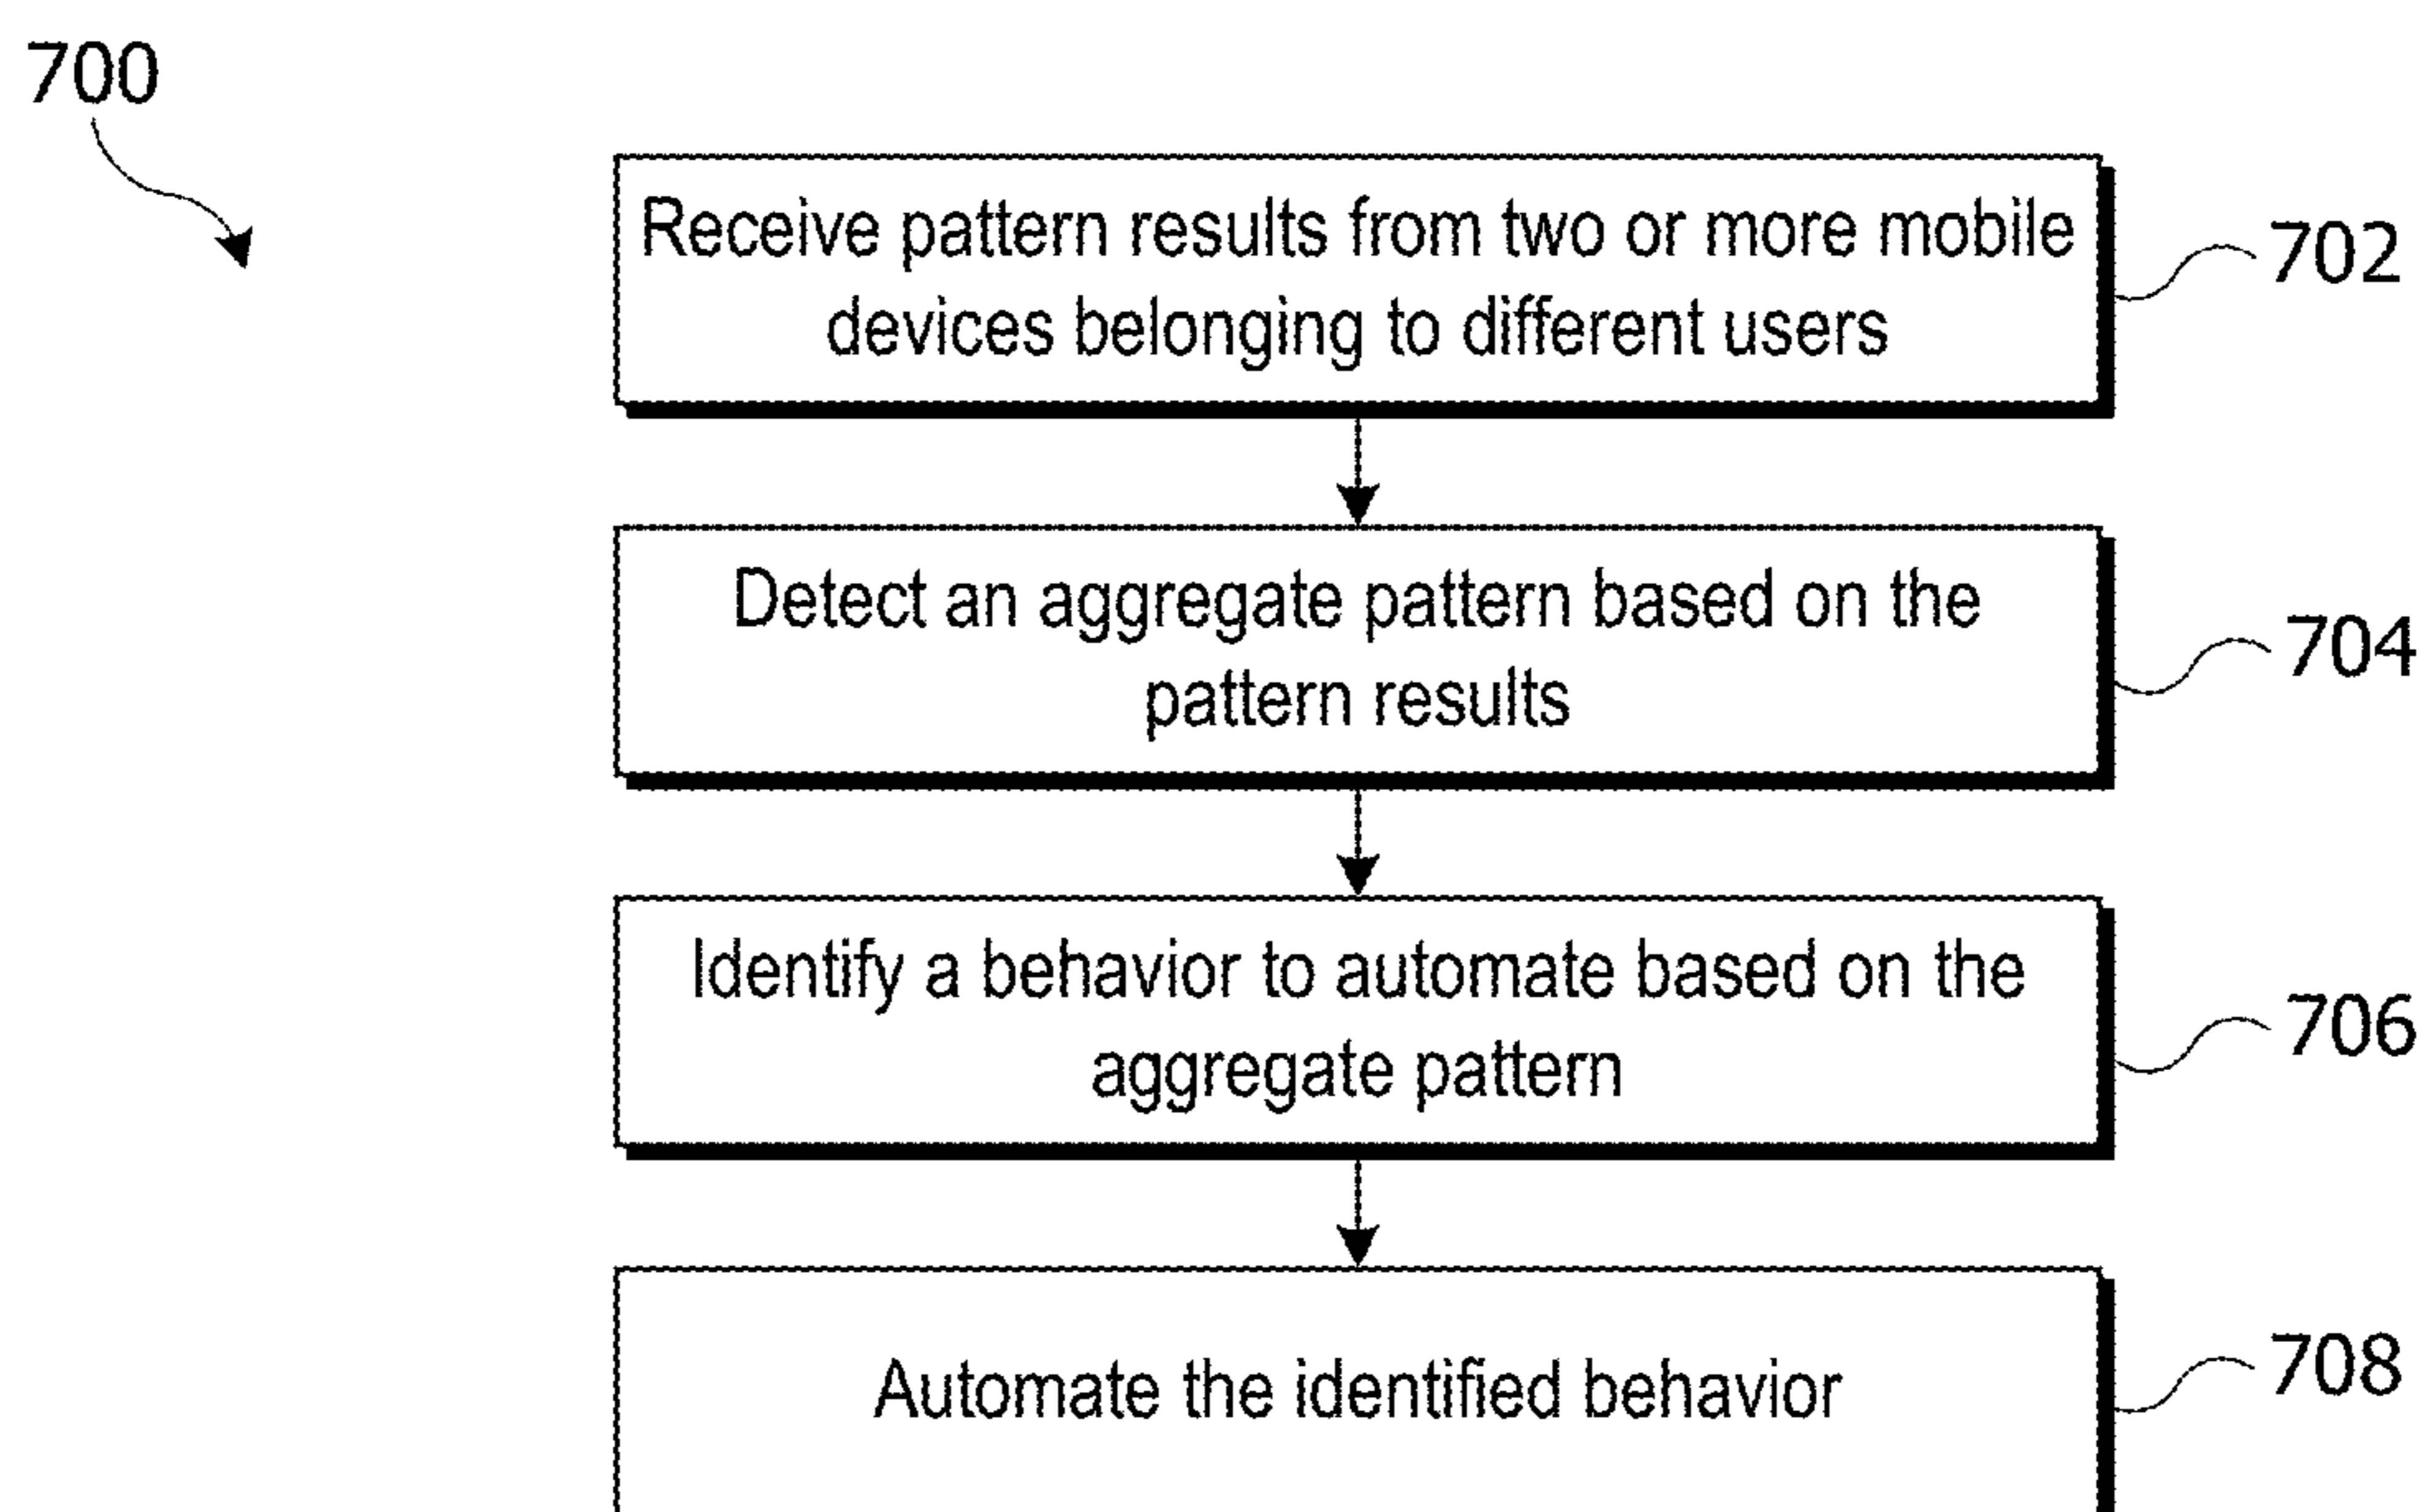 700
Receive pattern results from two or more mobile
devices belonging to different users
702
Detect an aggregate pattern based on the
pattern results
704
Identify a behavior to automate based on the
aggregate pattern
706
Automate the identified behavior
708